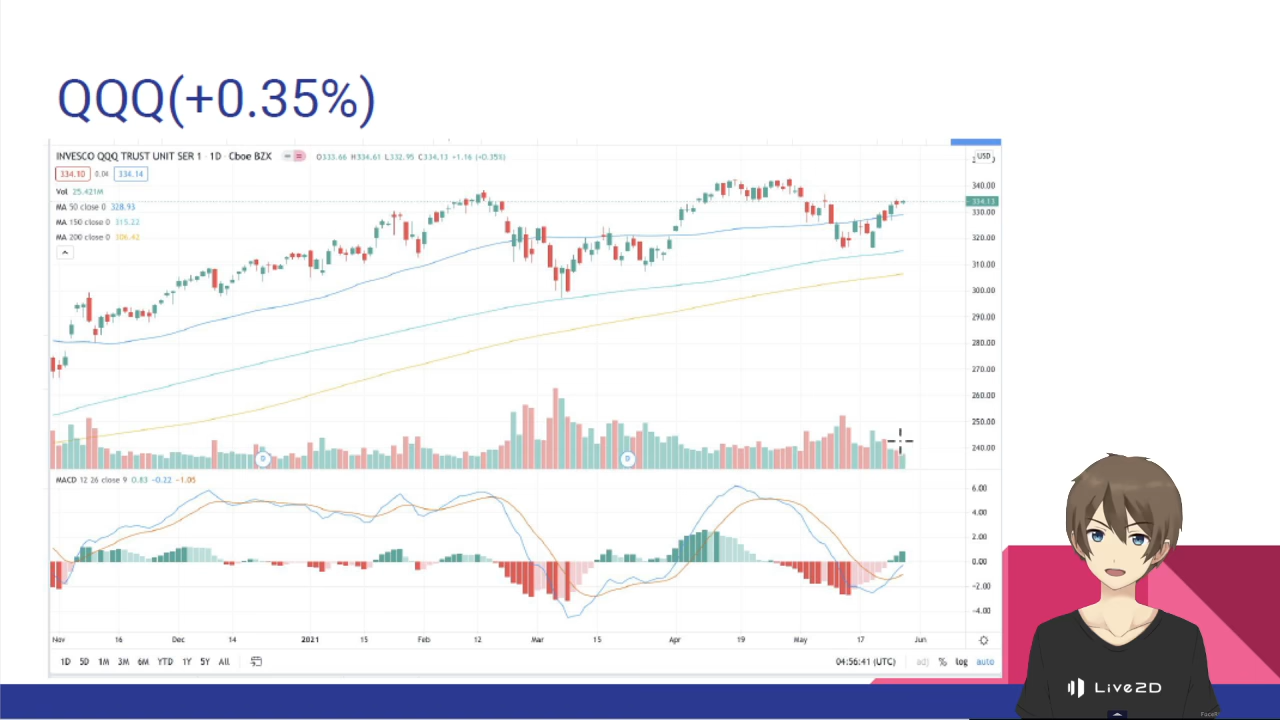 QQQ(+0.35%)
INVESCO QQQ TRUST UNIT SER 1 · 1D · Cboe BZX O333.66 H334.61 L332.95 C334.13 +1.16 (+0.35%)
USD
334.10 0.04 334.14
Vol 25.421M
MA 50 close 0 328.93
MA 150 close 0 315.22
MA 200 close 0 306.42
340.00
334.13
330.00
320.00
310.00
300.00
290.00
280.00
270.00
260.00
250.00
240.00
D
D
MACD 12 26 close 9 0.83 −0.22 −1.05
6.00
4.00
2.00
0.00
−2.00
−4.00
Nov 16 Dec 14 2021 15 Feb 12 Mar 15 Apr 19 May 17 Jun
1D 5D 1M 3M 6M YTD 1Y 5Y All 04:56:41 (UTC) adj % log auto
Live2D